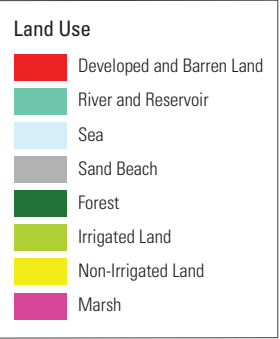 Land Use
Developed and Barren Land
River and Reservoir
Sea
Sand Beach
Forest
Irrigated Land
Non-Irrigated Land
Marsh